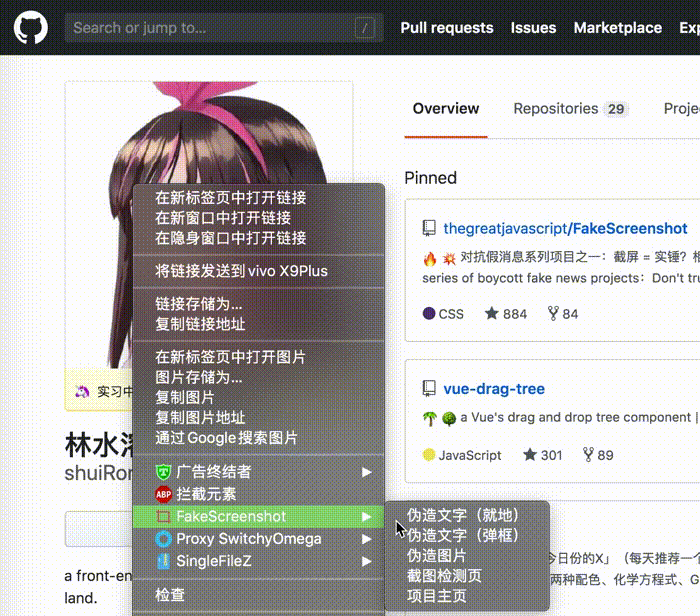 Search or jump to...
/
Pull requests Issues Marketplace
Overview Repositories 29
Pinned
thegreatjavascript/FakeScreenshot
🔥 💥 对抗假消息系列项目之一：截屏 = 实锤？
series of boycott fake news projects： Don't
CSS 884 84
vue-drag-tree
🌴 🌳 a Vue's drag and drop tree component |
JavaScript 301 89
今日份的X」（每天推荐一个
两种配色、化学方程式、
🦄 实习中
林水
shuiRon
a front-en
land.
在新标签页中打开链接
在新窗口中打开链接
在隐身窗口中打开链接
将链接发送到 vivo X9Plus
链接存储为...
复制链接地址
在新标签页中打开图片
图片存储为...
复制图片
复制图片地址
通过 Google 搜索图片
广告终结者
ABP 拦截元素
FakeScreenshot
Proxy SwitchyOmega
SingleFileZ
检查
伪造文字（就地）
伪造文字（弹框）
伪造图片
截图检测页
项目主页